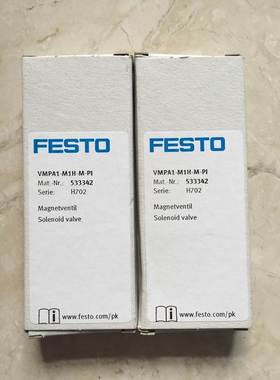 FESTO
VMPA1-M1H-M-PI
Mat.-Nr.: 533342
Serie: H702
Magnetventil
Solenoid valve
www.festo.com/pk
FESTO
VMPA1-M1H-M-PI
Mat.-Nr.: 533342
Serie: H702
Magnetventil
Solenoid valve
www.festo.com/pk